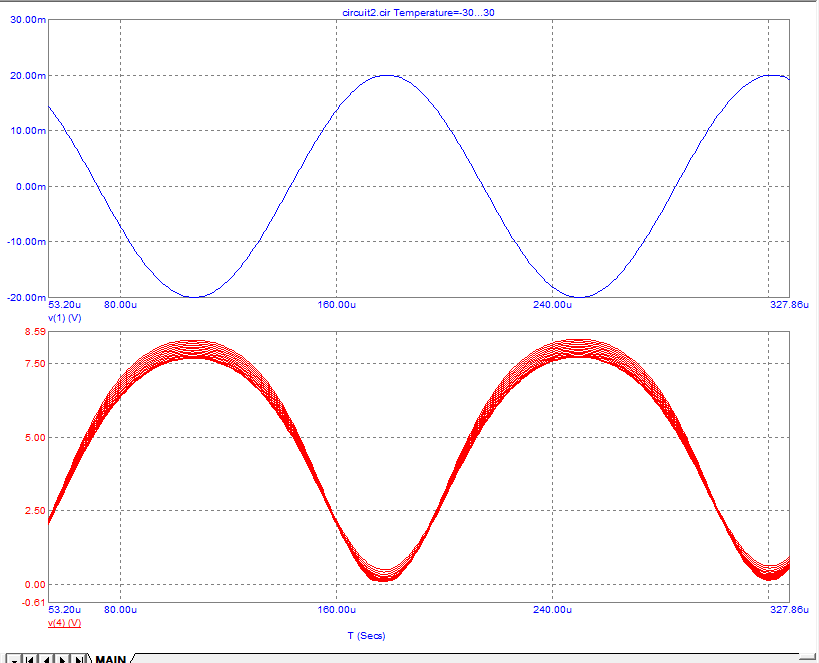 circuit2.cir Temperature=-30...30
30.00m
20.00m
10.00m
0.00m
-10.00m
-20.00m
53.20u 80.00u 160.00u 240.00u 327.86u
v(1) (V)
8.59
7.50
5.00
2.50
0.00
-0.61
53.20u 80.00u 160.00u 240.00u 327.86u
v(4) (V)
T (Secs)
MAIN